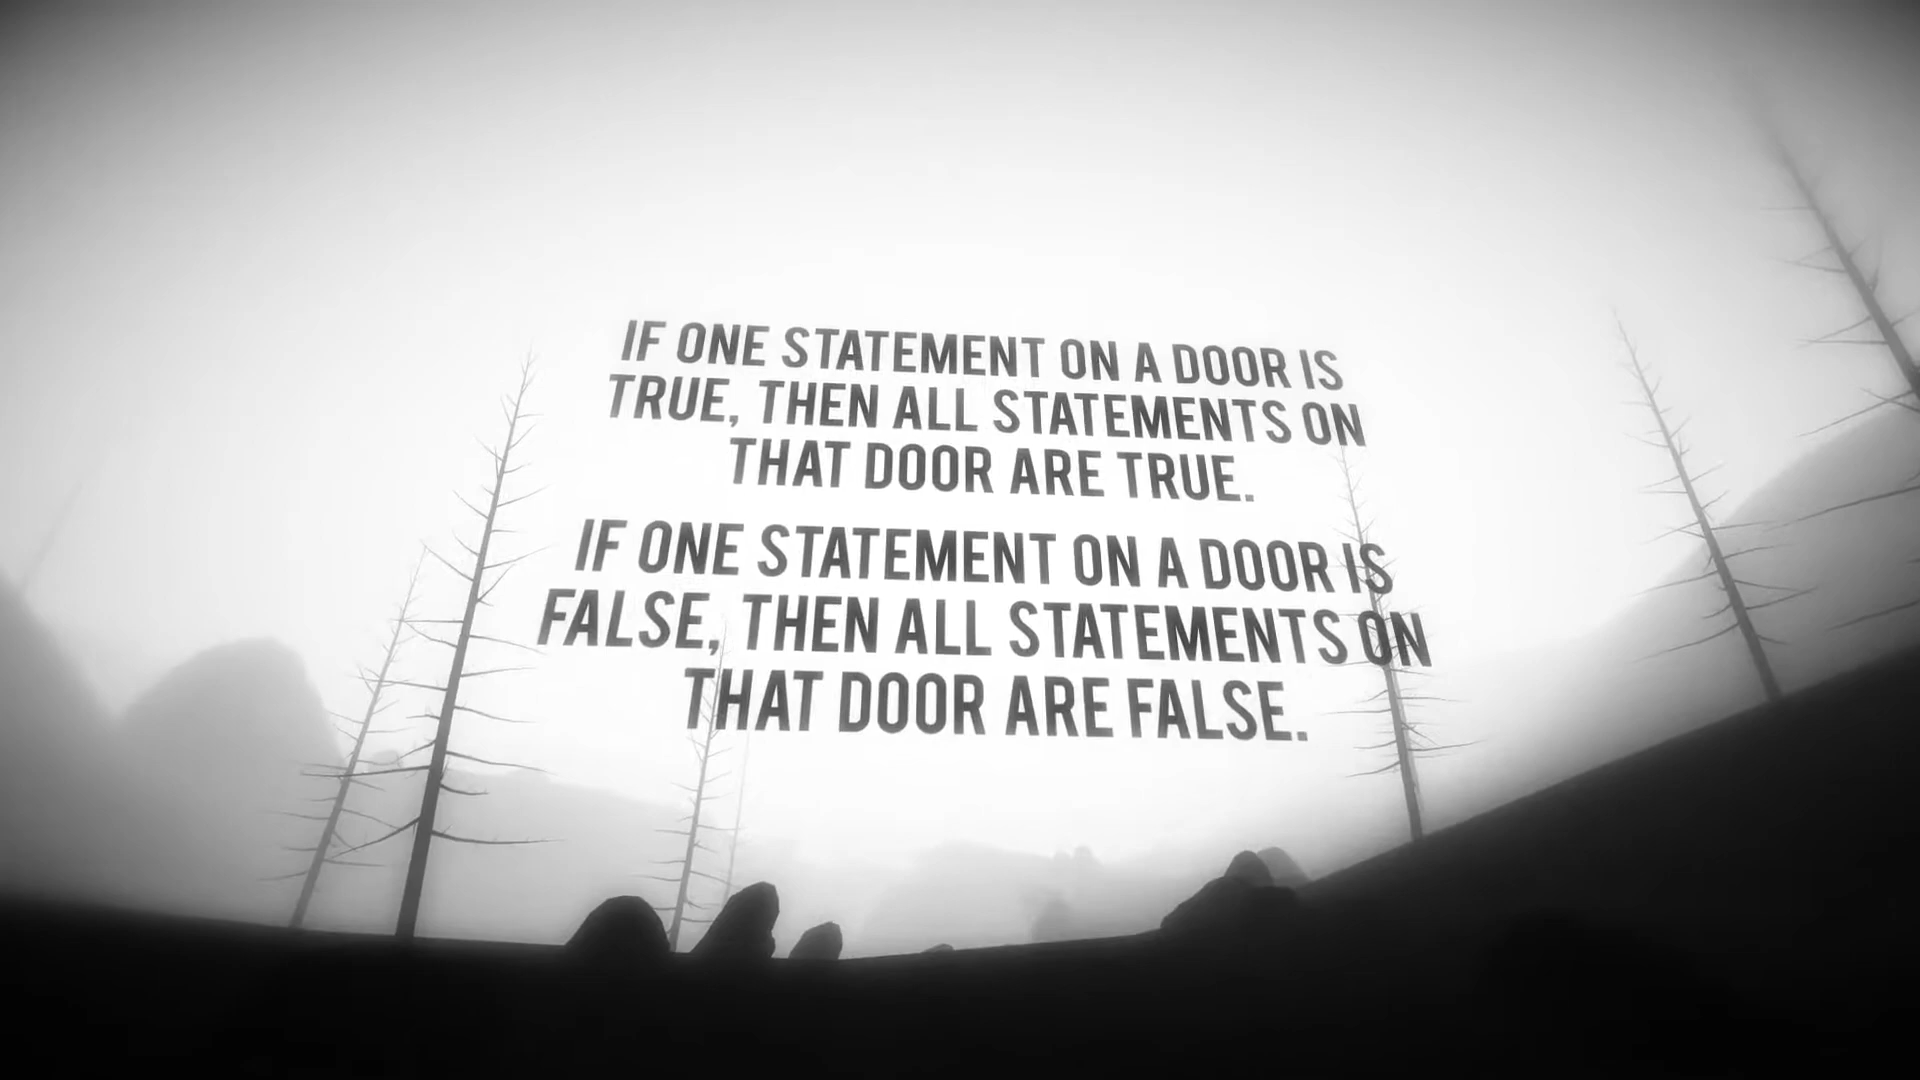 IF ONE STATEMENT ON A DOOR IS
TRUE, THEN ALL STATEMENTS ON
THAT DOOR ARE TRUE.
IF ONE STATEMENT ON A DOOR IS
FALSE, THEN ALL STATEMENTS ON
THAT DOOR ARE FALSE.